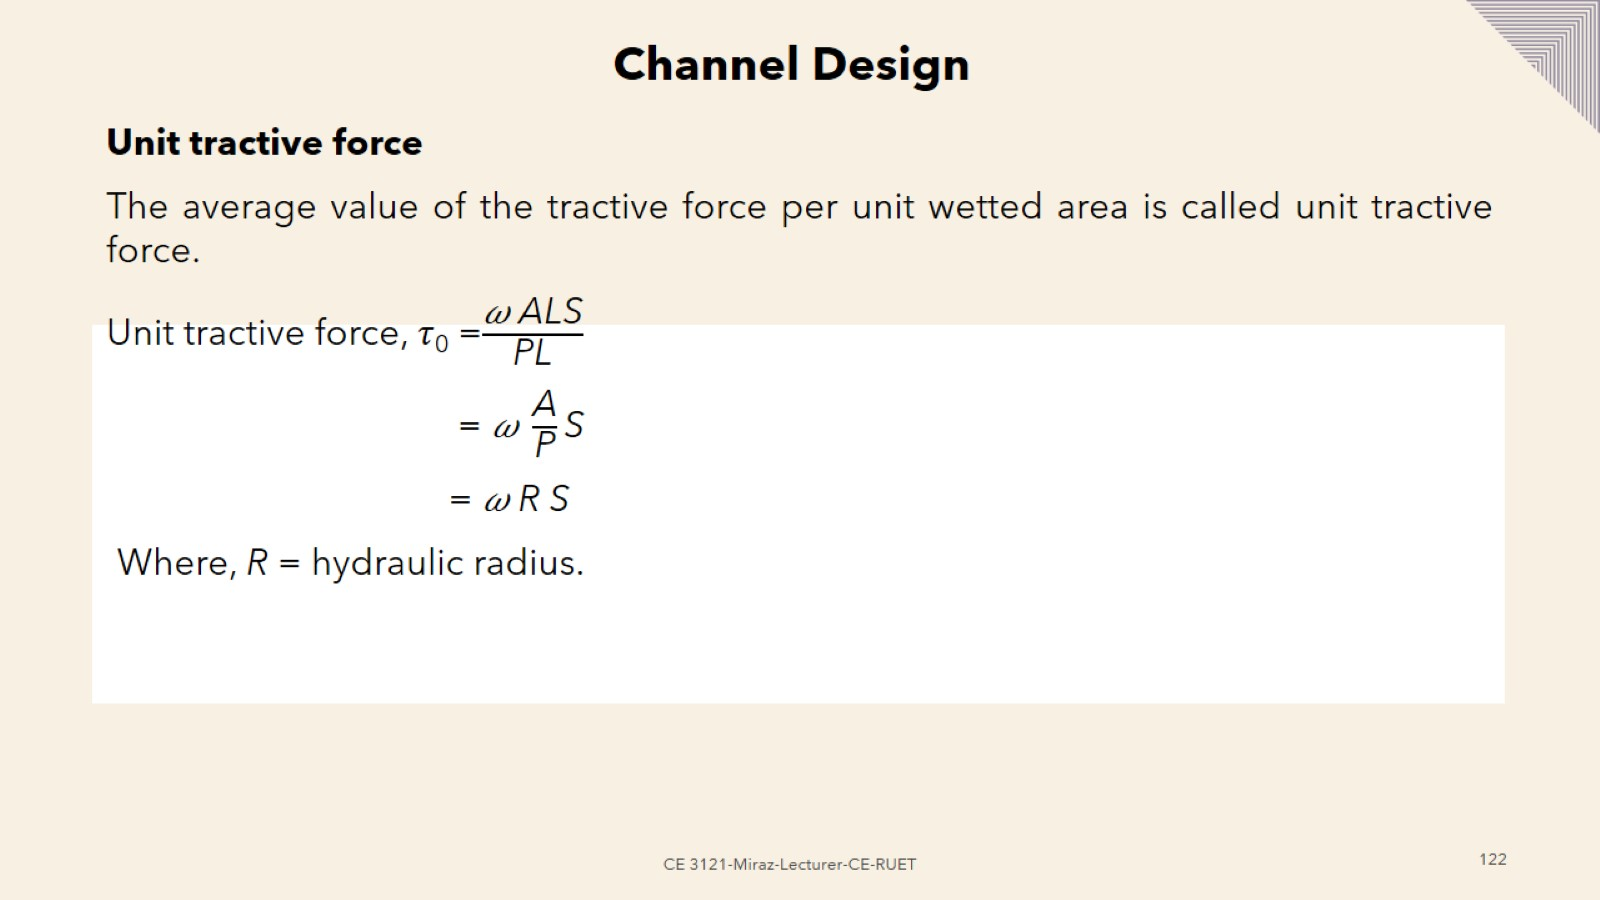 Channel Design
Unit tractive force
The average value of the tractive force per unit wetted area is called unit tractive
force.
Unit tractive force, τ₀ = ω ALS / PL
= ω A / P S
= ω R S
Where, R = hydraulic radius.
CE 3121-Miraz-Lecturer-CE-RUET
122